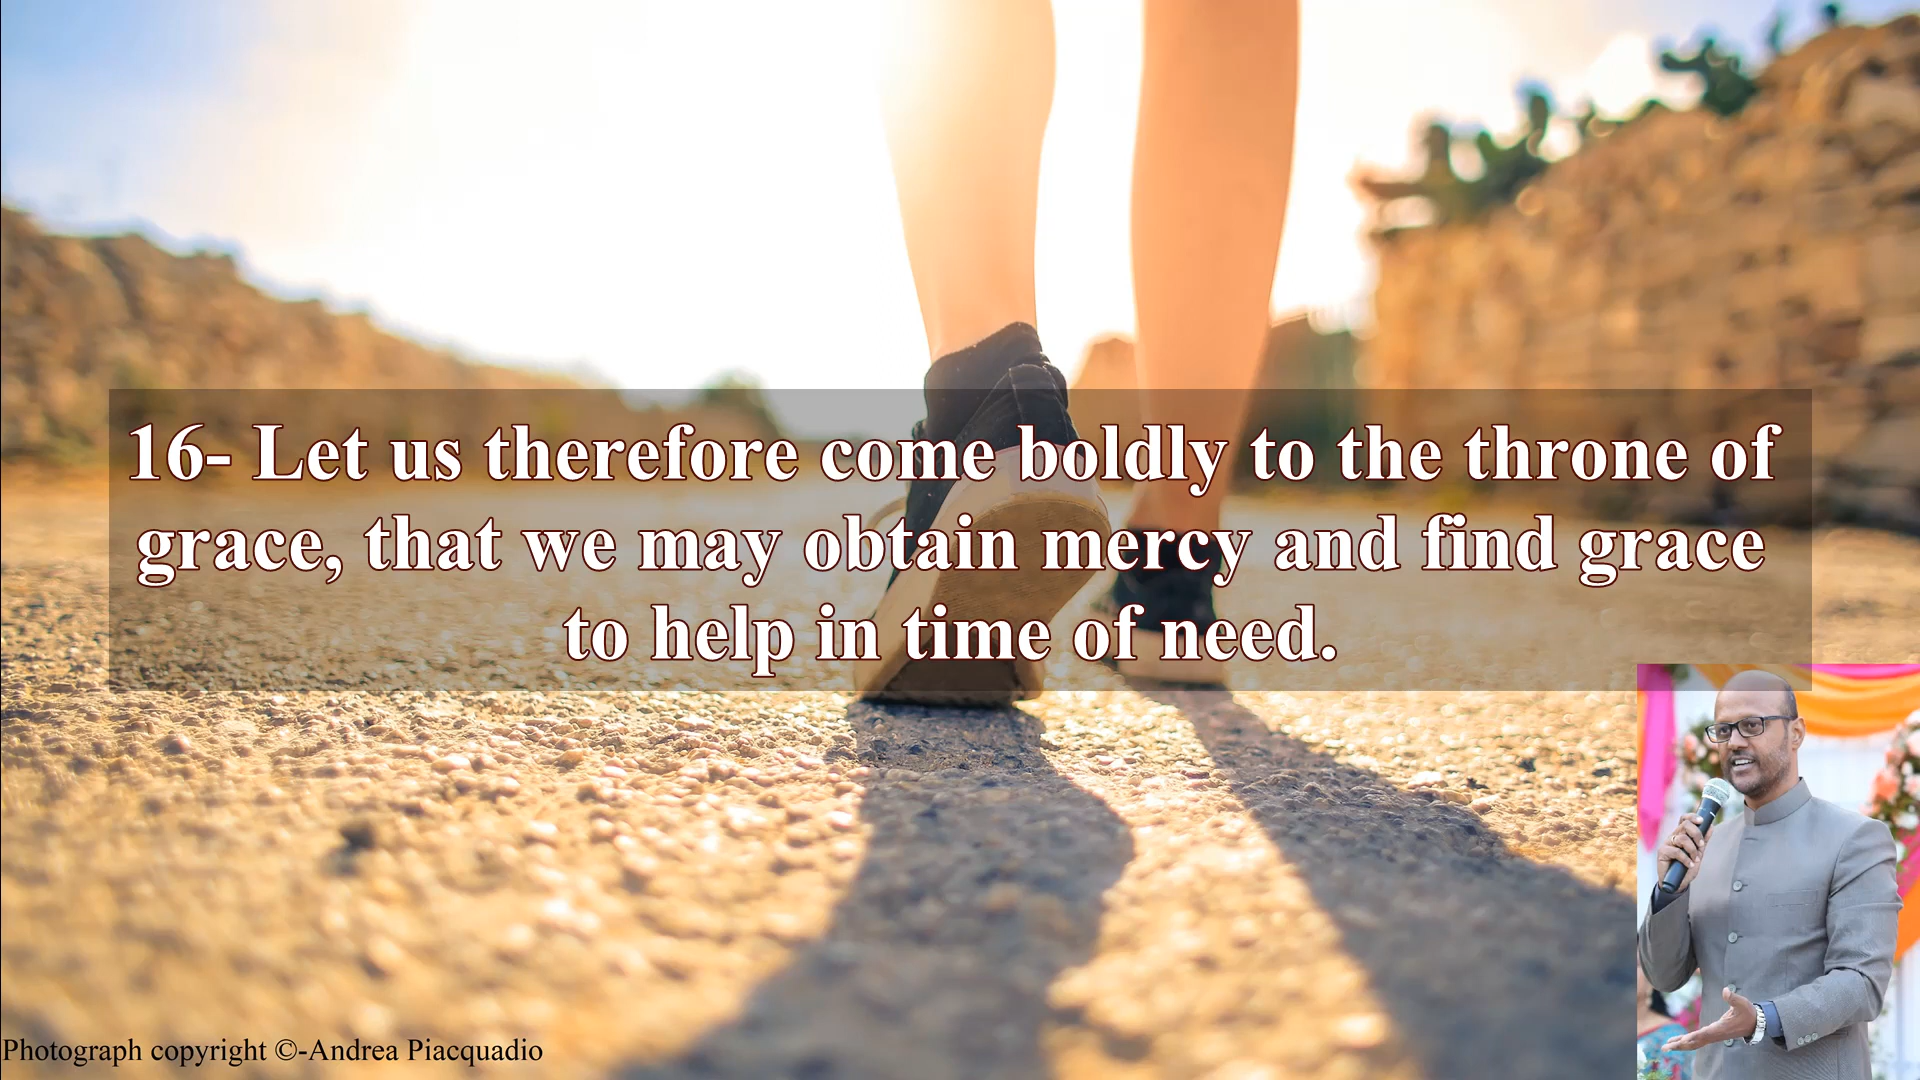 16- Let us therefore come boldly to the throne of
grace, that we may obtain mercy and find grace
to help in time of need.
Photograph copyright ©-Andrea Piacquadio